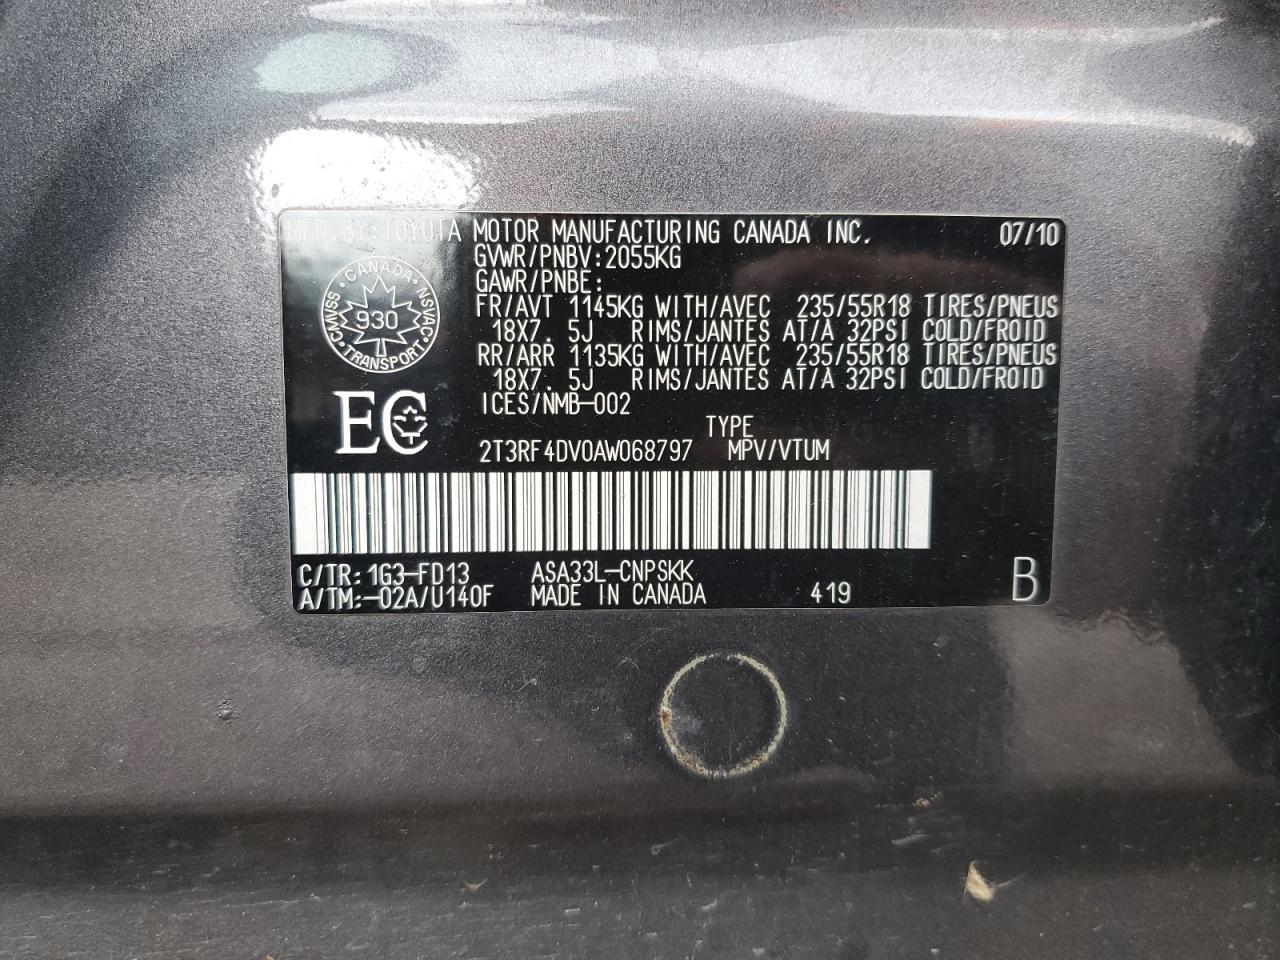 MFD.BY:TOYOTA MOTOR MANUFACTURING CANADA INC. 07/10
GVWR/PNBV:2055KG
GAWR/PNBE:
FR/AVT 1145KG WITH/AVEC 235/55R18 TIRES/PNEUS
18X7.5J RIMS/JANTES AT/A 32PSI COLD/FROID
RR/ARR 1135KG WITH/AVEC 235/55R18 TIRES/PNEUS
18X7.5J RIMS/JANTES AT/A 32PSI COLD/FROID
ICES/NMB-002
CANADA
CMVSS NSVAC
930
TRANSPORT
EC
TYPE
2T3RF4DV0AW068797 MPV/VTUM
C/TR:1G3-FD13 ASA33L-CNPSKK
A/TM:-02A/U140F MADE IN CANADA 419 B